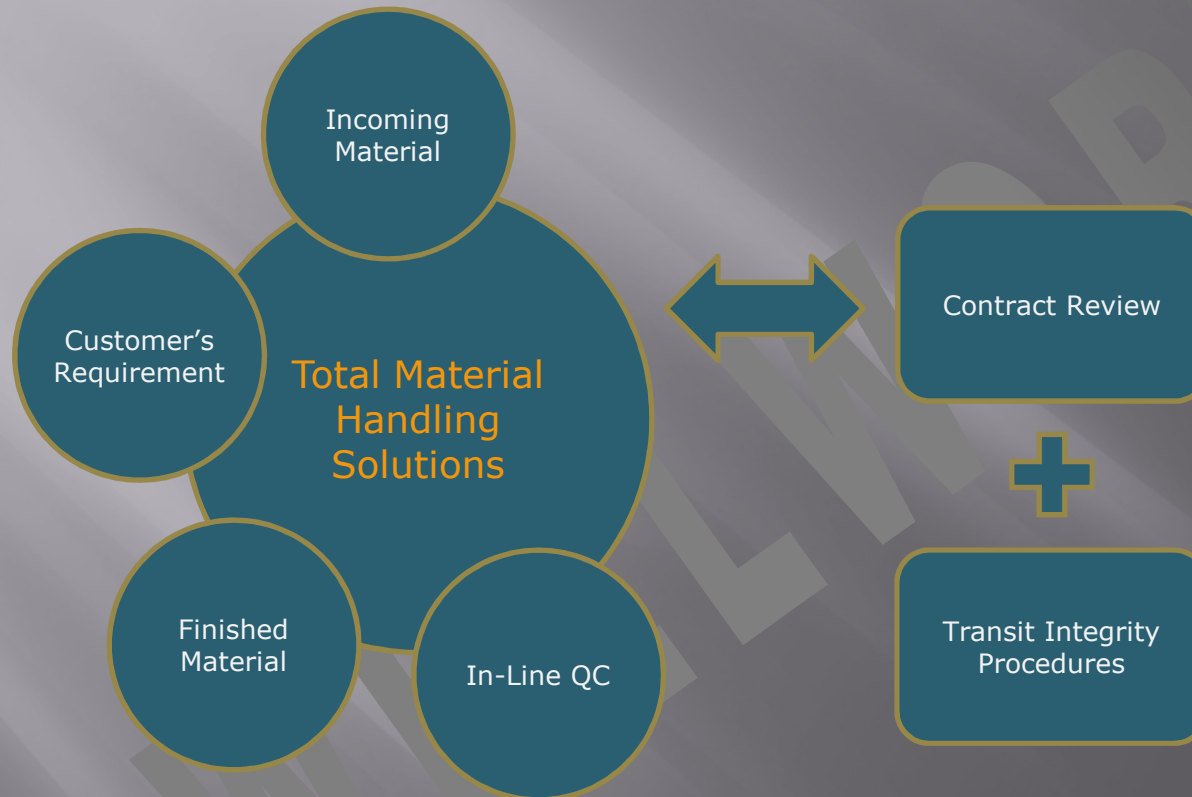 Incoming
Material
Customer’s
Requirement
Total Material
Handling
Solutions
Finished
Material
In-Line QC
Contract Review
Transit Integrity
Procedures